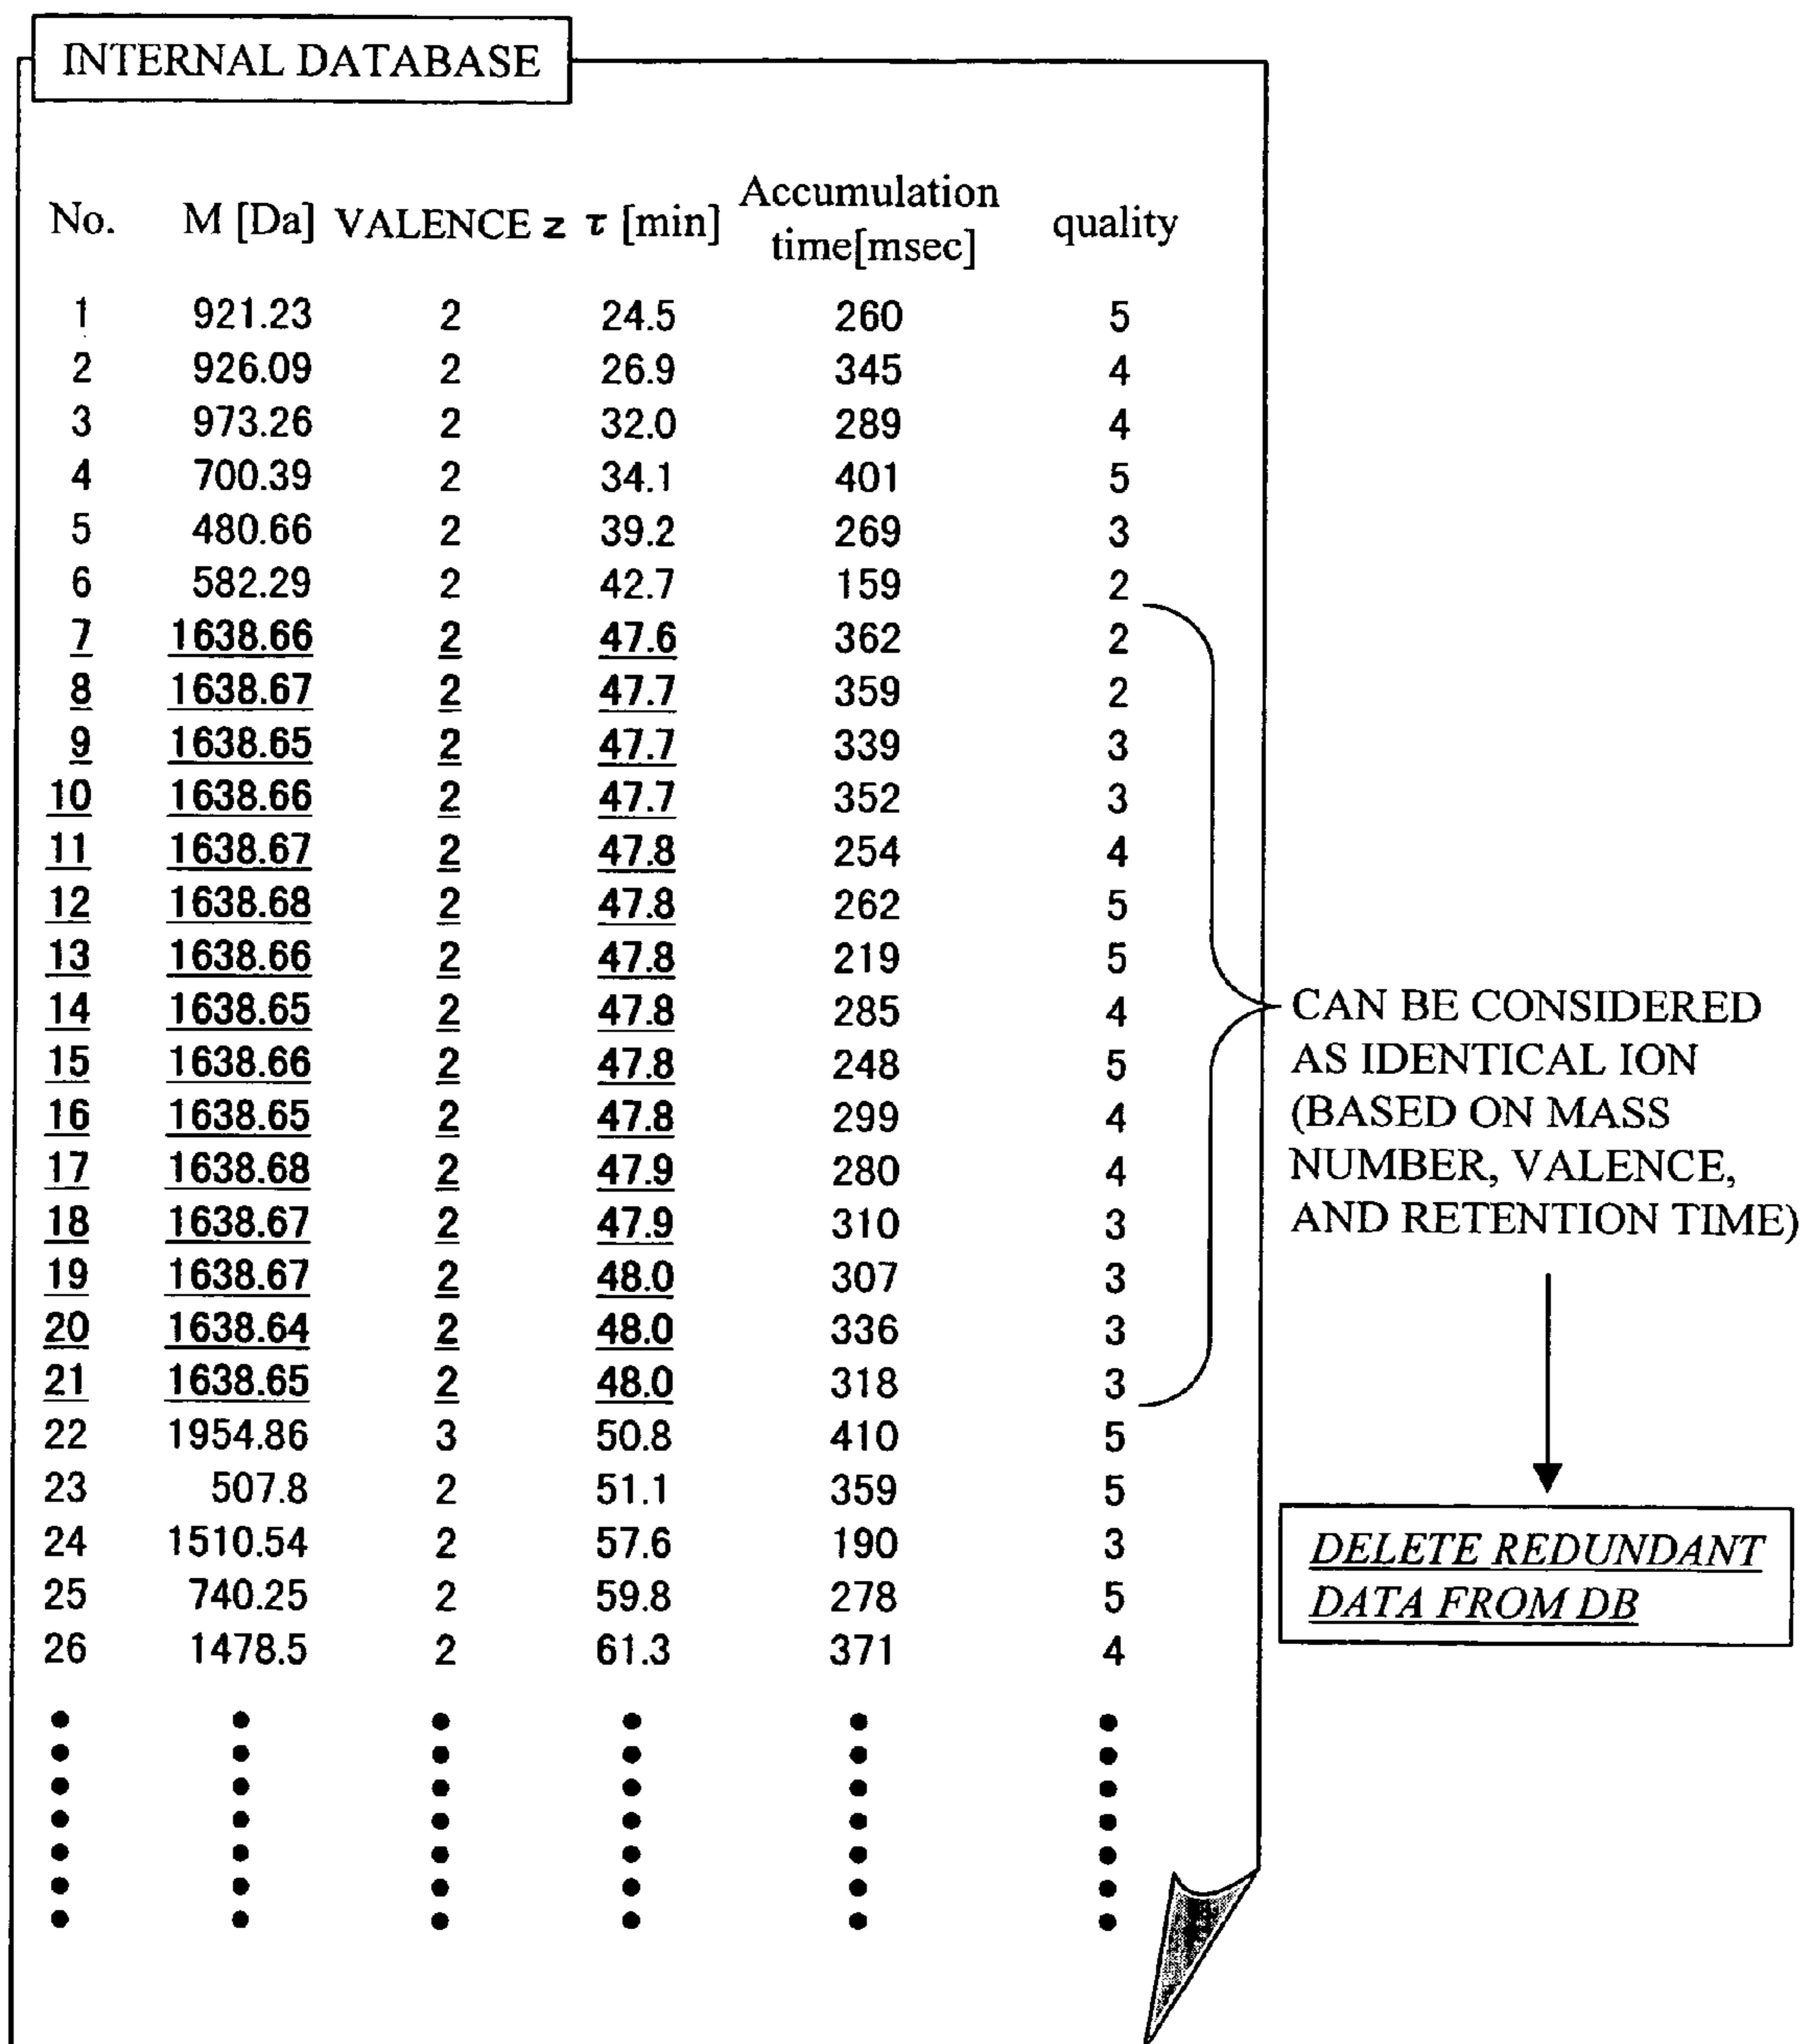 INTERNAL DATABASE
No. M [Da] VALENCE z τ [min] Accumulation time[msec] quality
1 921.23 2 24.5 260 5
2 926.09 2 26.9 345 4
3 973.26 2 32.0 289 4
4 700.39 2 34.1 401 5
5 480.66 2 39.2 269 3
6 582.29 2 42.7 159 2
7 1638.66 2 47.6 362 2
8 1638.67 2 47.7 359 2
9 1638.65 2 47.7 339 3
10 1638.66 2 47.7 352 3
11 1638.67 2 47.8 254 4
12 1638.68 2 47.8 262 5
13 1638.66 2 47.8 219 5
14 1638.65 2 47.8 285 4
15 1638.66 2 47.8 248 5
16 1638.65 2 47.8 299 4
17 1638.68 2 47.9 280 4
18 1638.67 2 47.9 310 3
19 1638.67 2 48.0 307 3
20 1638.64 2 48.0 336 3
21 1638.65 2 48.0 318 3
22 1954.86 3 50.8 410 5
23 507.8 2 51.1 359 5
24 1510.54 2 57.6 190 3
25 740.25 2 59.8 278 5
26 1478.5 2 61.3 371 4
CAN BE CONSIDERED
AS IDENTICAL ION
(BASED ON MASS
NUMBER, VALENCE,
AND RETENTION TIME)
DELETE REDUNDANT
DATA FROM DB